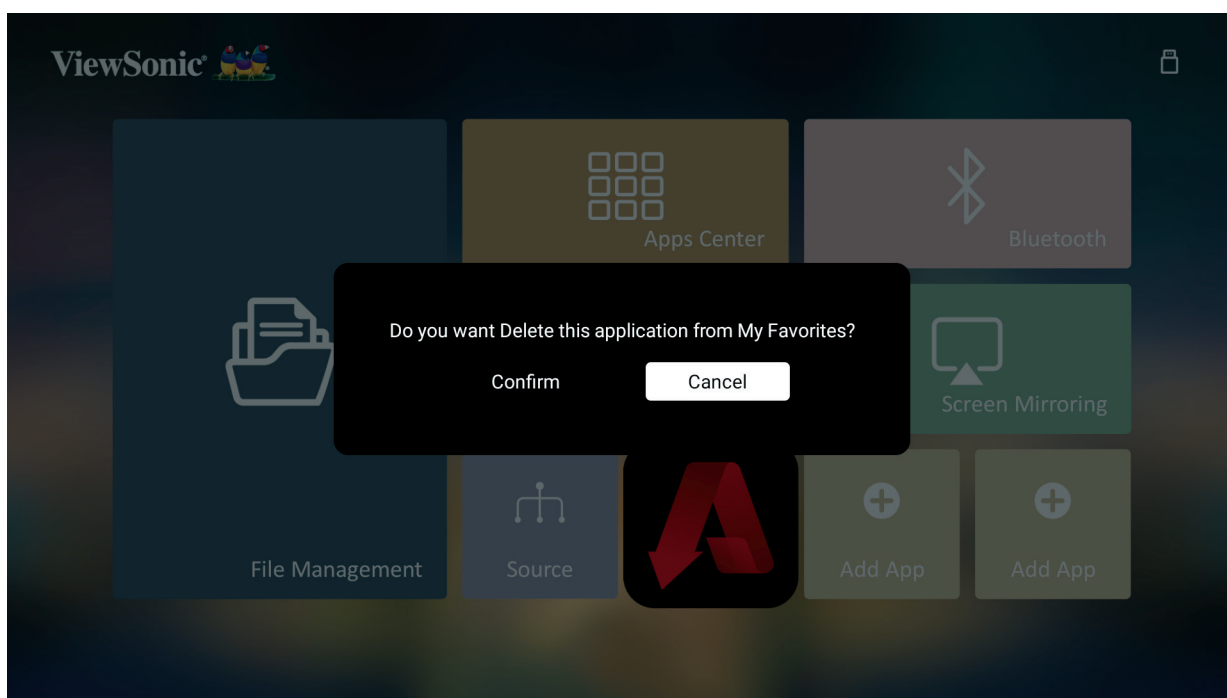 ViewSonic®
Apps Center
Bluetooth
Do you want Delete this application from My Favorites?
Confirm
Cancel
Screen Mirroring
File Management
Source
Add App
Add App